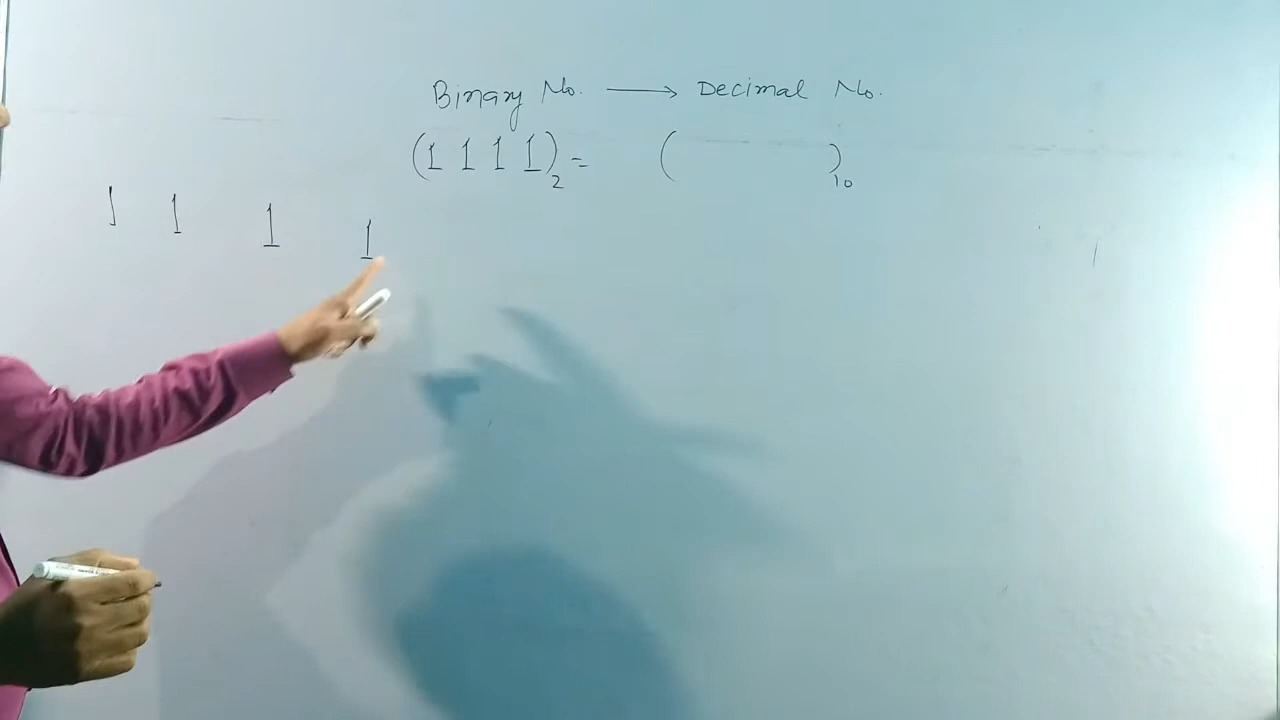 Binary No. ⟶ Decimal No.
(1 1 1 1)₂ = (        )₁₀
1 1 1 1